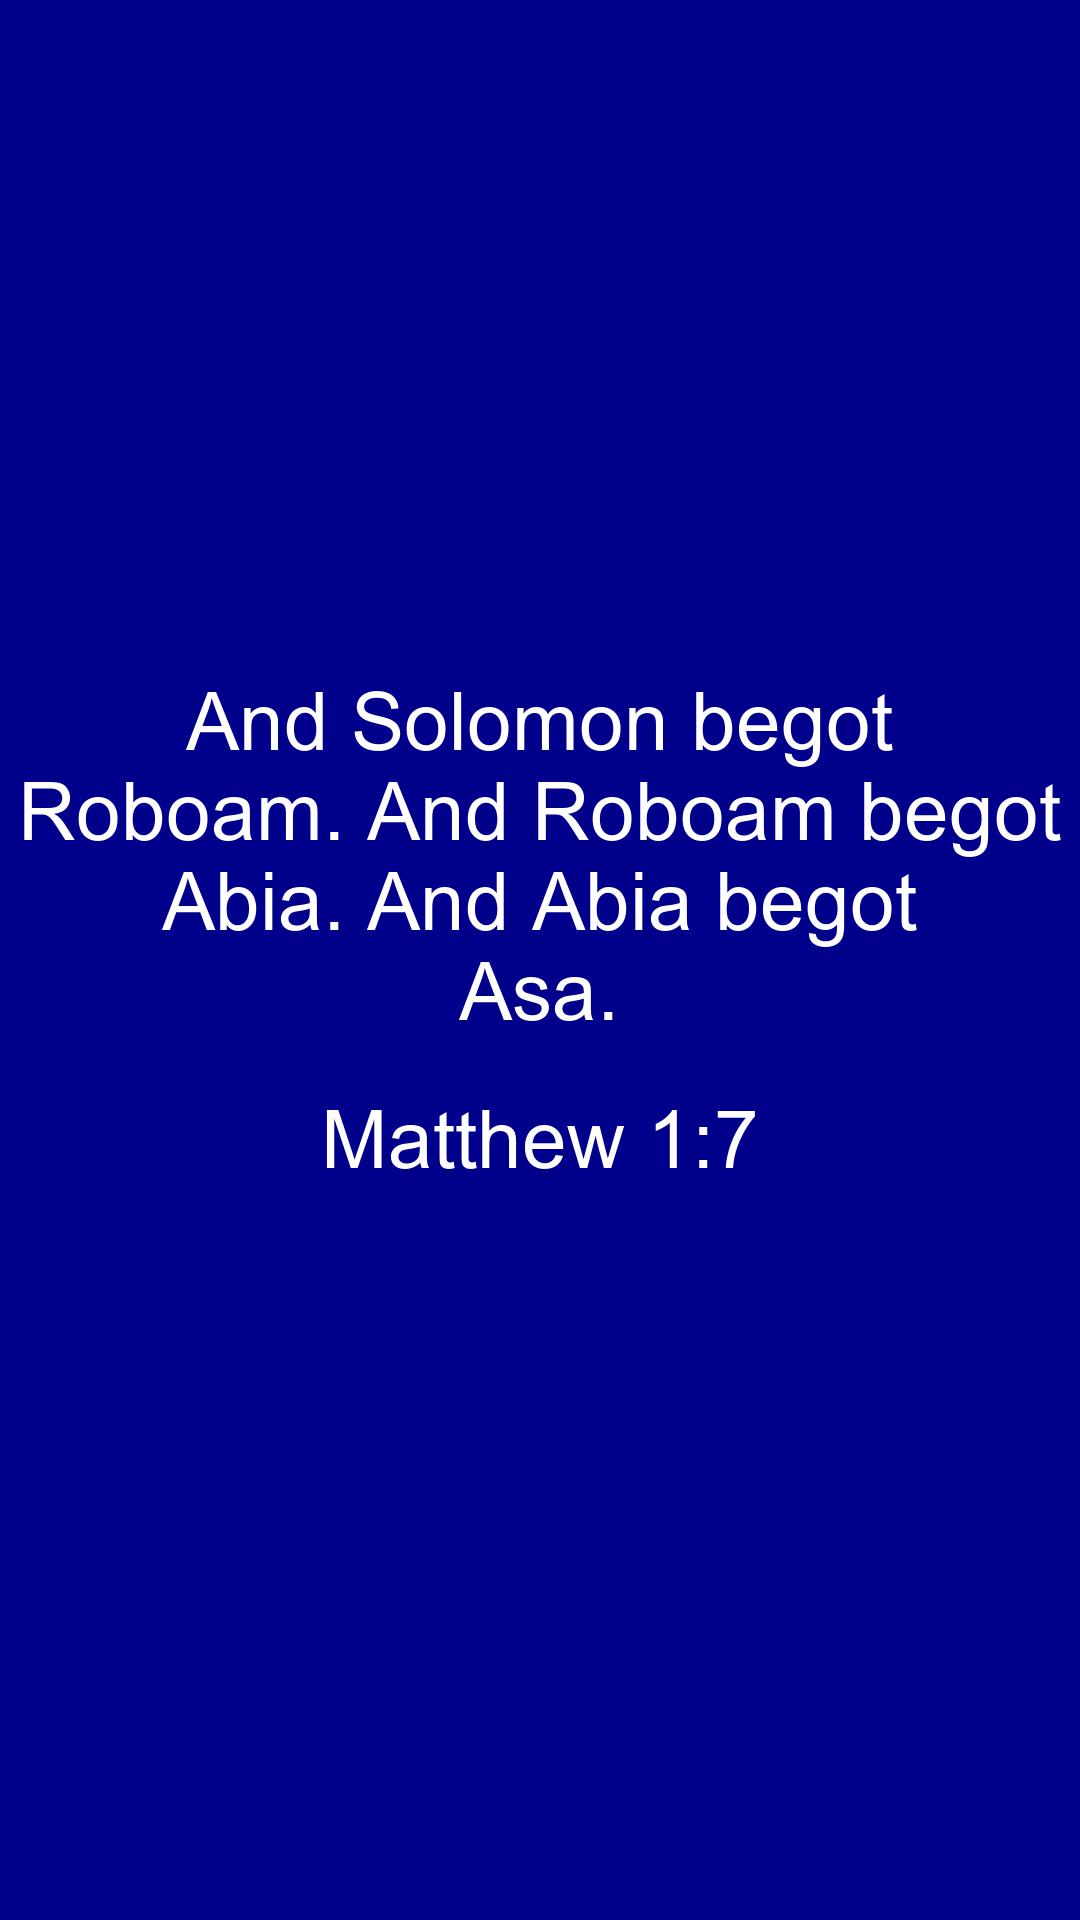 And Solomon begot
Roboam. And Roboam begot
Abia. And Abia begot
Asa.
Matthew 1:7